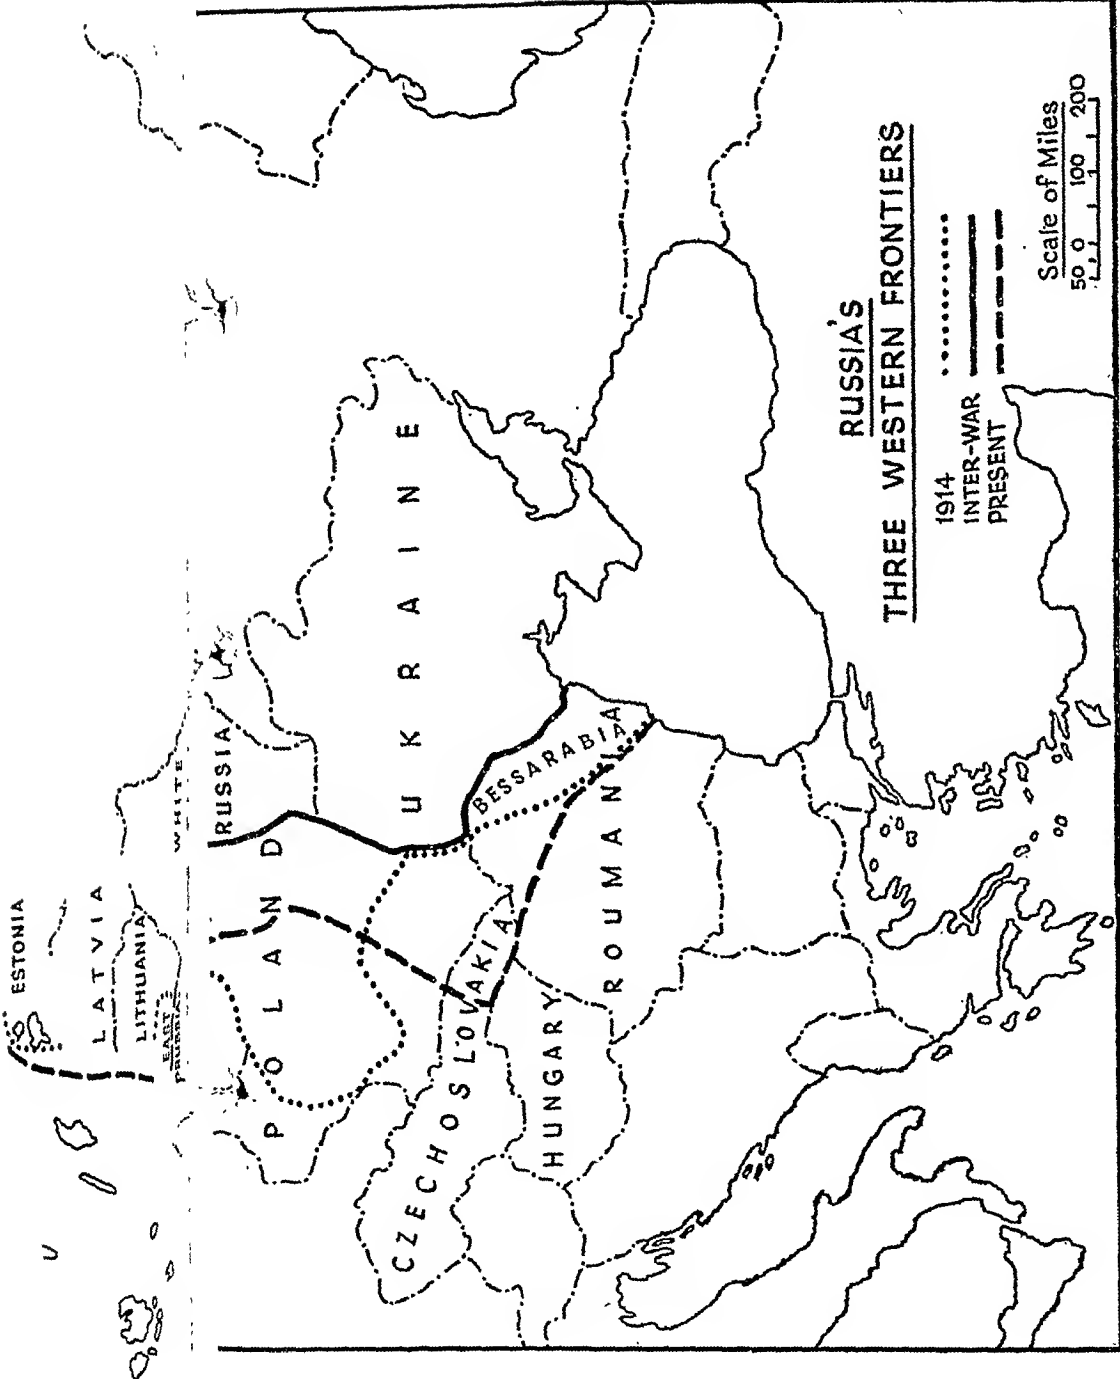 ESTONIA
LATVIA
LITHUANIA
EAST
PRUSSIA
WHITE
RUSSIA
POLAND
UKRAINE
CZECHOSLOVAKIA
BESSARABIA
HUNGARY
ROUMANIA
RUSSIA'S
THREE WESTERN FRONTIERS
1914
INTER-WAR
PRESENT
Scale of Miles
50 0 100 200